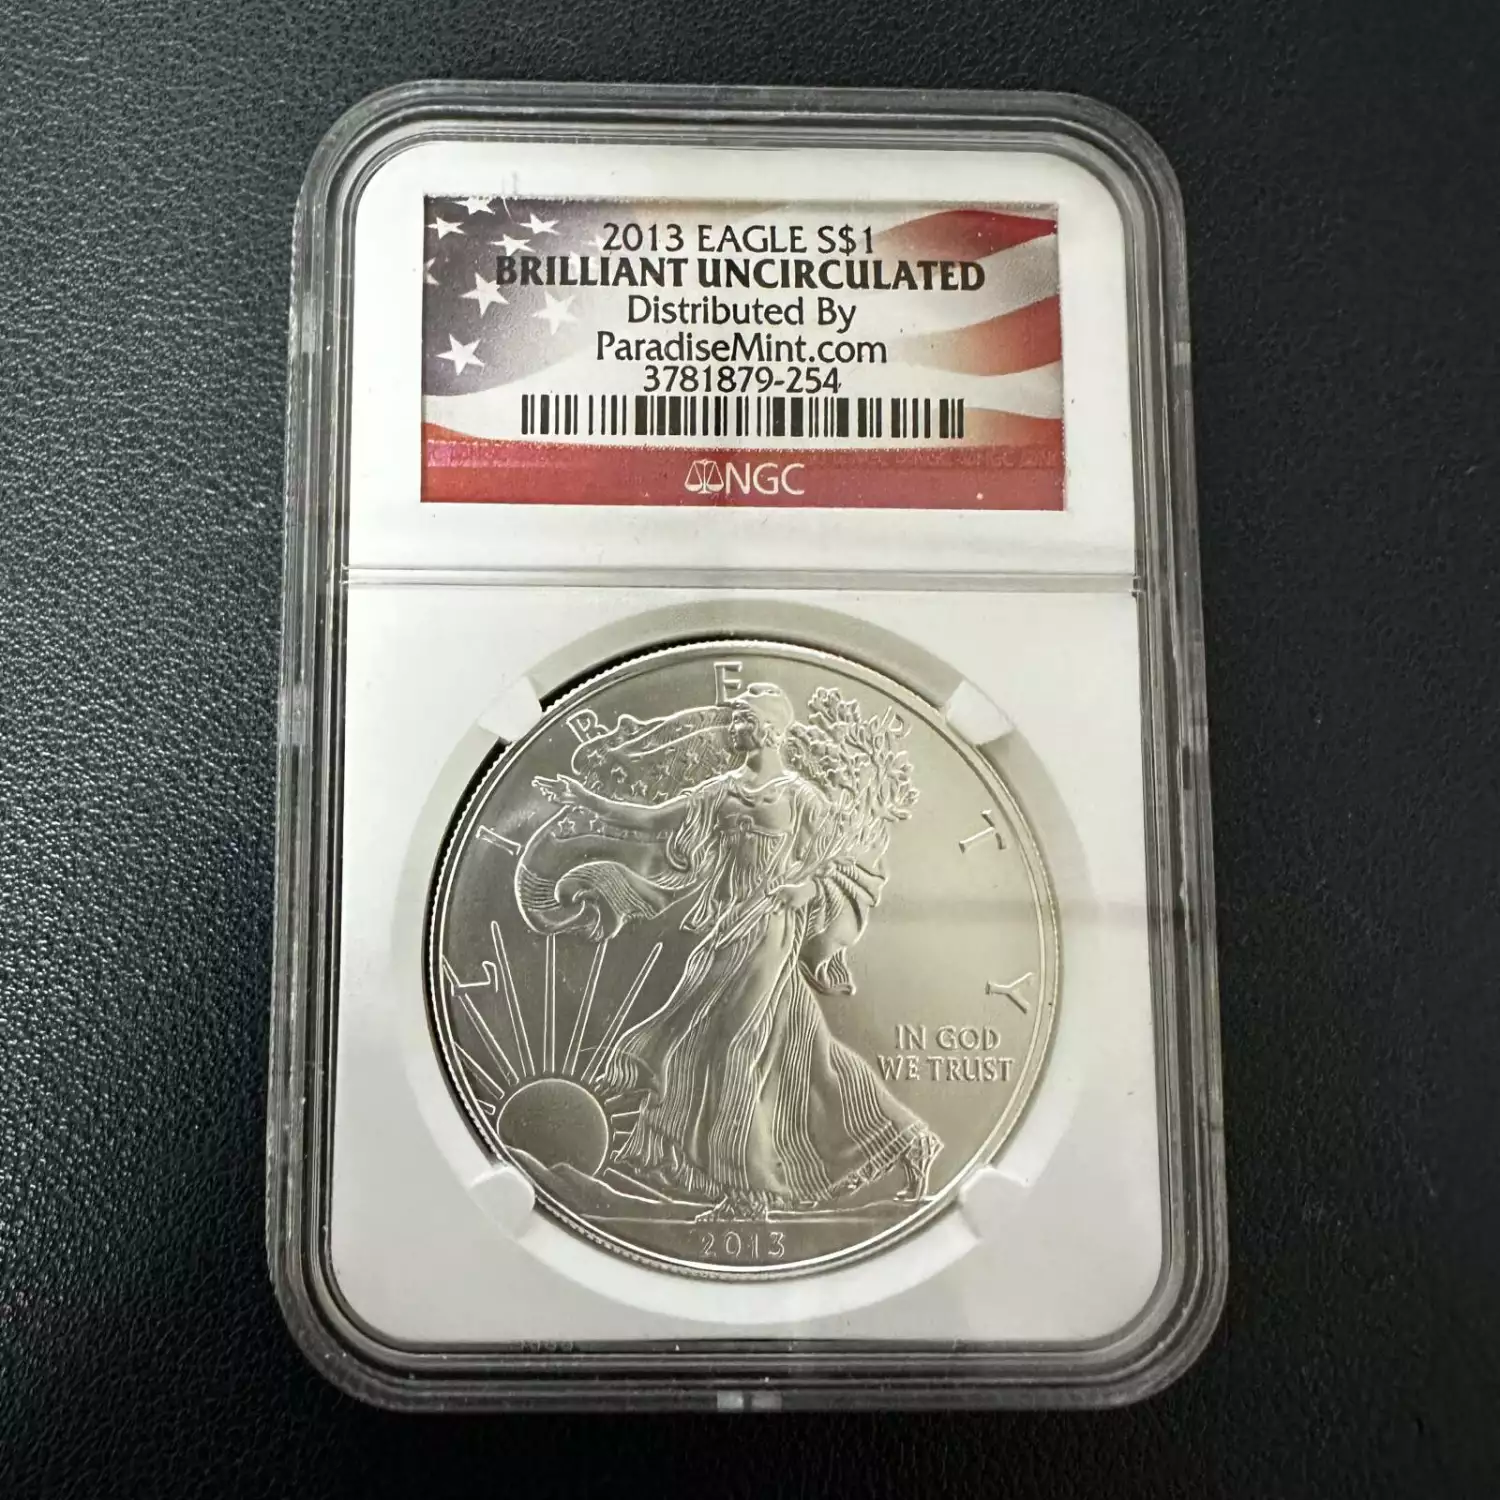 2013 EAGLE S$1
BRILLIANT UNCIRCULATED
Distributed By
ParadiseMint.com
3781879-254
NGC
LIBERTY
IN GOD
WE TRUST
2013